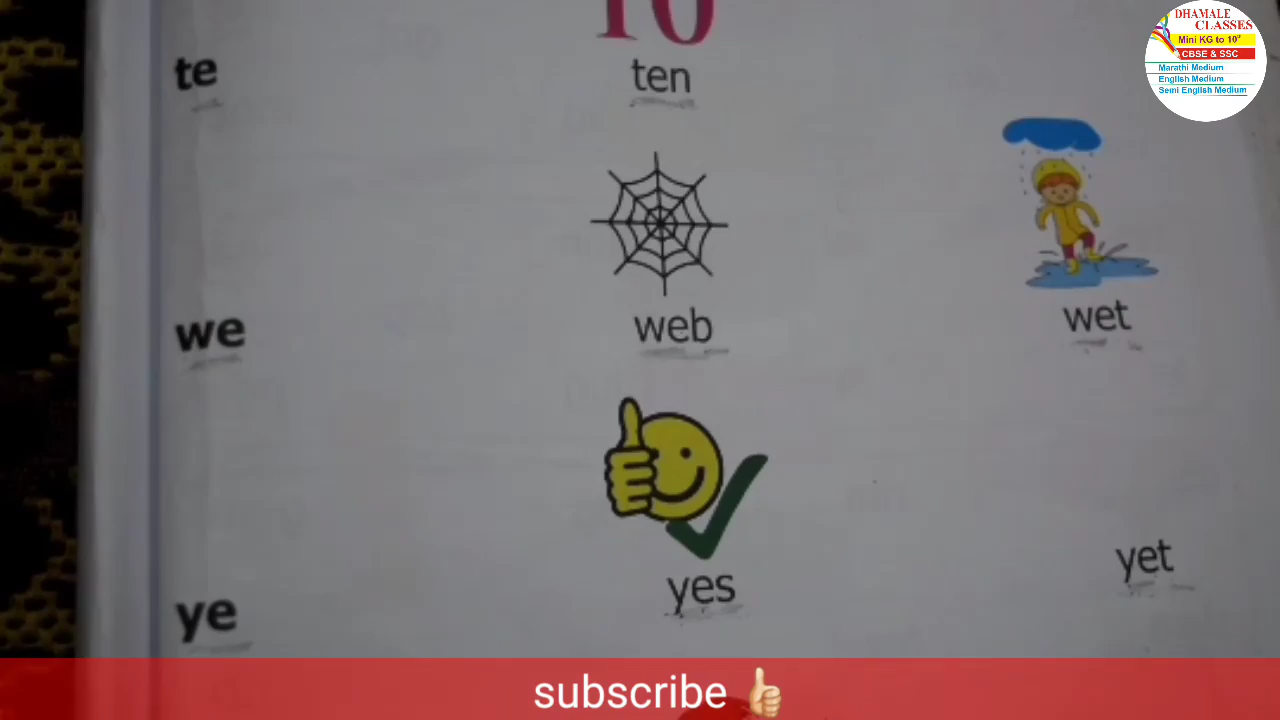 10
te
ten
we
web
wet
ye
yes
yet
DHAMALE
CLASSES
Mini KG to 10th
CBSE & SSC
Marathi Medium
English Medium
Semi English Medium
subscribe 👍🏻